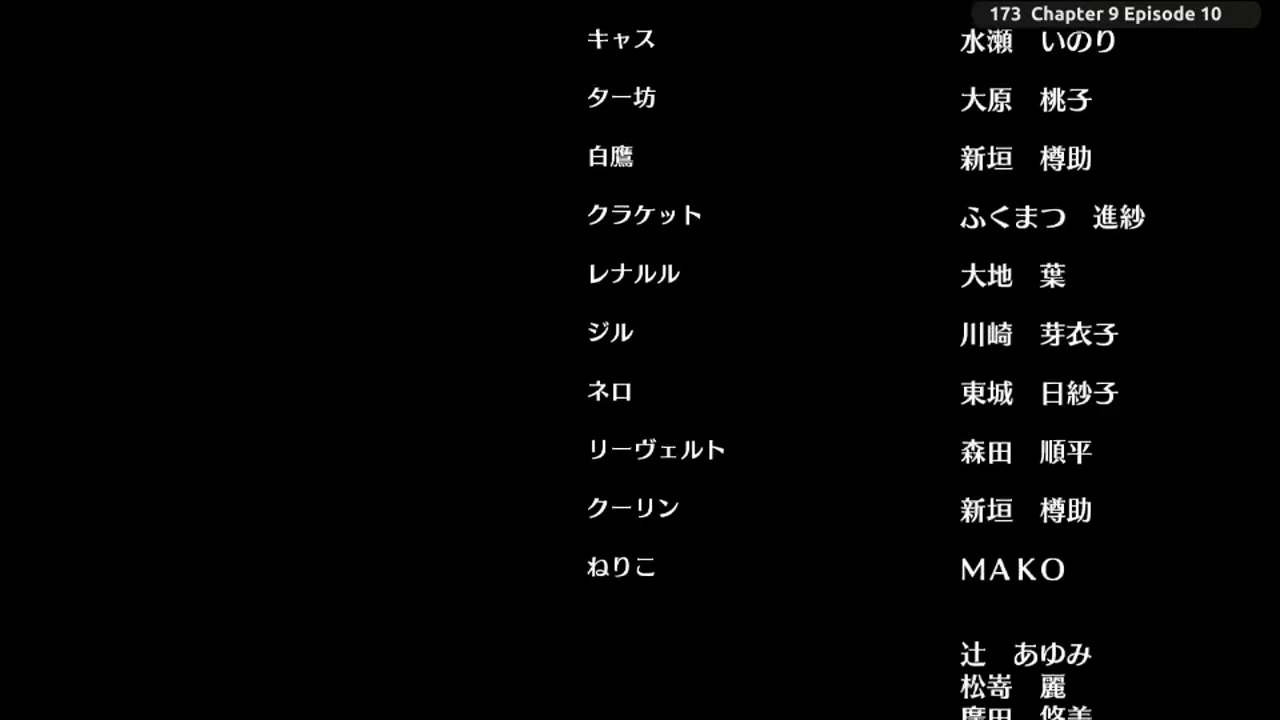 173 Chapter 9 Episode 10
キャス 水瀬 いのり
ター坊 大原 桃子
白鷹 新垣 樽助
クラケット ふくまつ 進紗
レナルル 大地 葉
ジル 川崎 芽衣子
ネロ 東城 日紗子
リーヴェルト 森田 順平
クーリン 新垣 樽助
ねりこ ＭＡＫＯ
辻 あゆみ
松嵜 麗
廣田 悠美